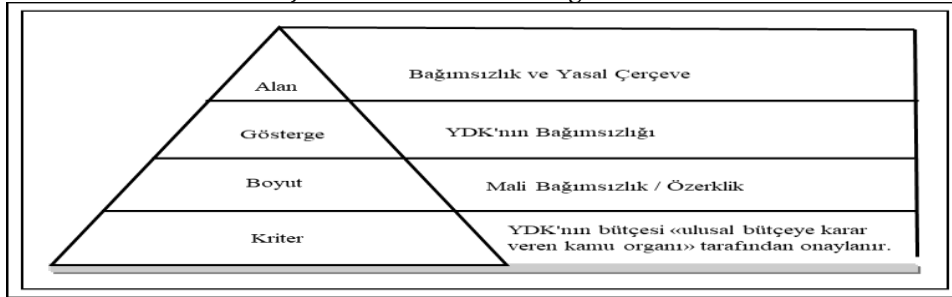 Alan
Bağımsızlık ve Yasal Çerçeve
Gösterge
YDK'nın Bağımsızlığı
Boyut
Mali Bağımsızlık / Özerklik
Kriter
YDK'nın bütçesi «ulusal bütçeye karar
veren kamu organı» tarafından onaylanır.